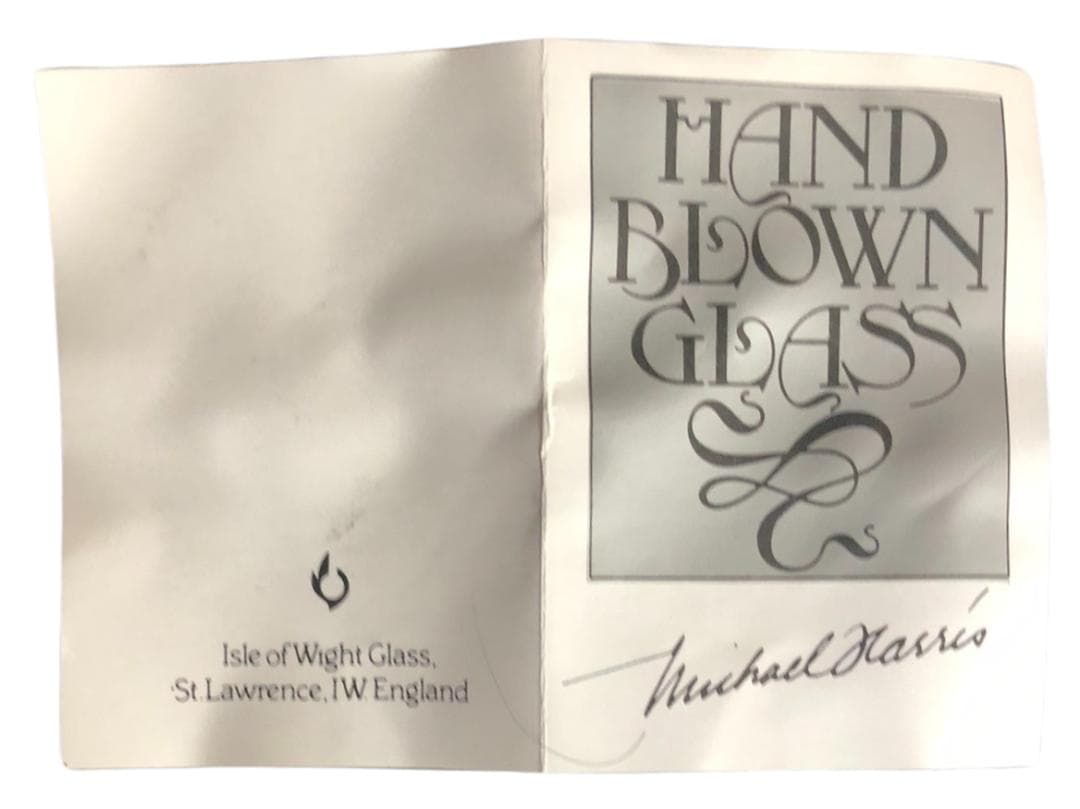 HAND
BLOWN
GLASS
Michael Harris
Isle of Wight Glass,
St. Lawrence, I.W. England